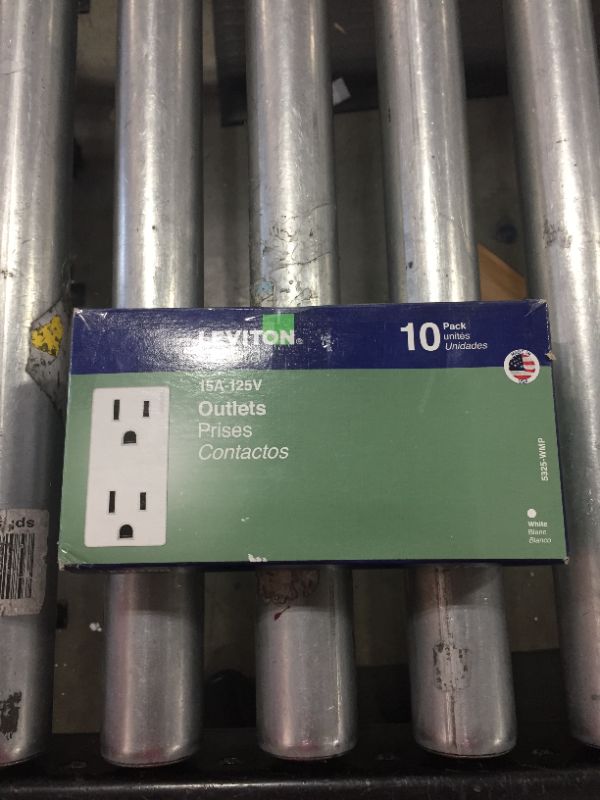 LEVITON®
10 Pack
unités
Unidades
15A-125V
Outlets
Prises
Contactos
5325-WMP
White
Blanc
Blanco